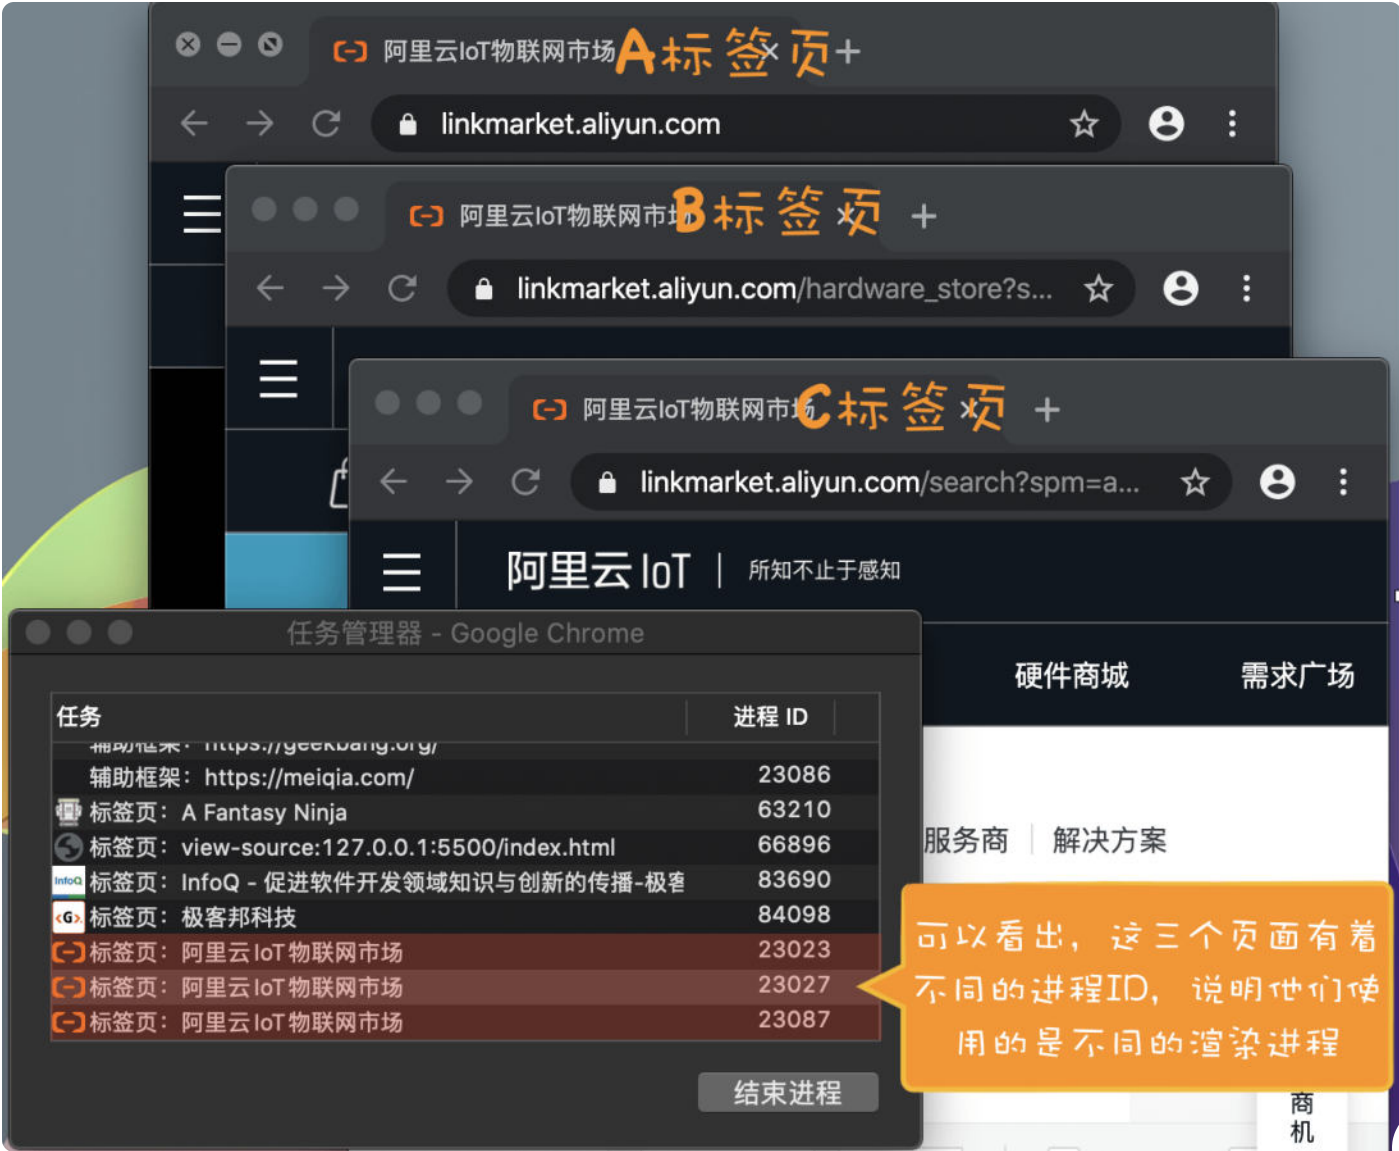 阿里云IoT物联网市场
A标签页
linkmarket.aliyun.com
阿里云IoT物联网市场
B标签页
linkmarket.aliyun.com/hardware_store?s...
阿里云IoT物联网市场
C标签页
linkmarket.aliyun.com/search?spm=a...
阿里云 IoT | 所知不止于感知
硬件商城 需求广场
服务商 解决方案
任务管理器 - Google Chrome
任务 进程 ID
辅助框架：https://geekbang.org/
辅助框架：https://meiqia.com/ 23086
标签页：A Fantasy Ninja 63210
标签页：view-source:127.0.0.1:5500/index.html 66896
InfoQ 标签页：InfoQ - 促进软件开发领域知识与创新的传播-极客 83690
<G>. 标签页：极客邦科技 84098
标签页：阿里云 IoT 物联网市场 23023
标签页：阿里云 IoT 物联网市场 23027
标签页：阿里云 IoT 物联网市场 23087
结束进程
可以看出，这三个页面有着
不同的进程ID，说明他们使
用的是不同的渲染进程
商
机